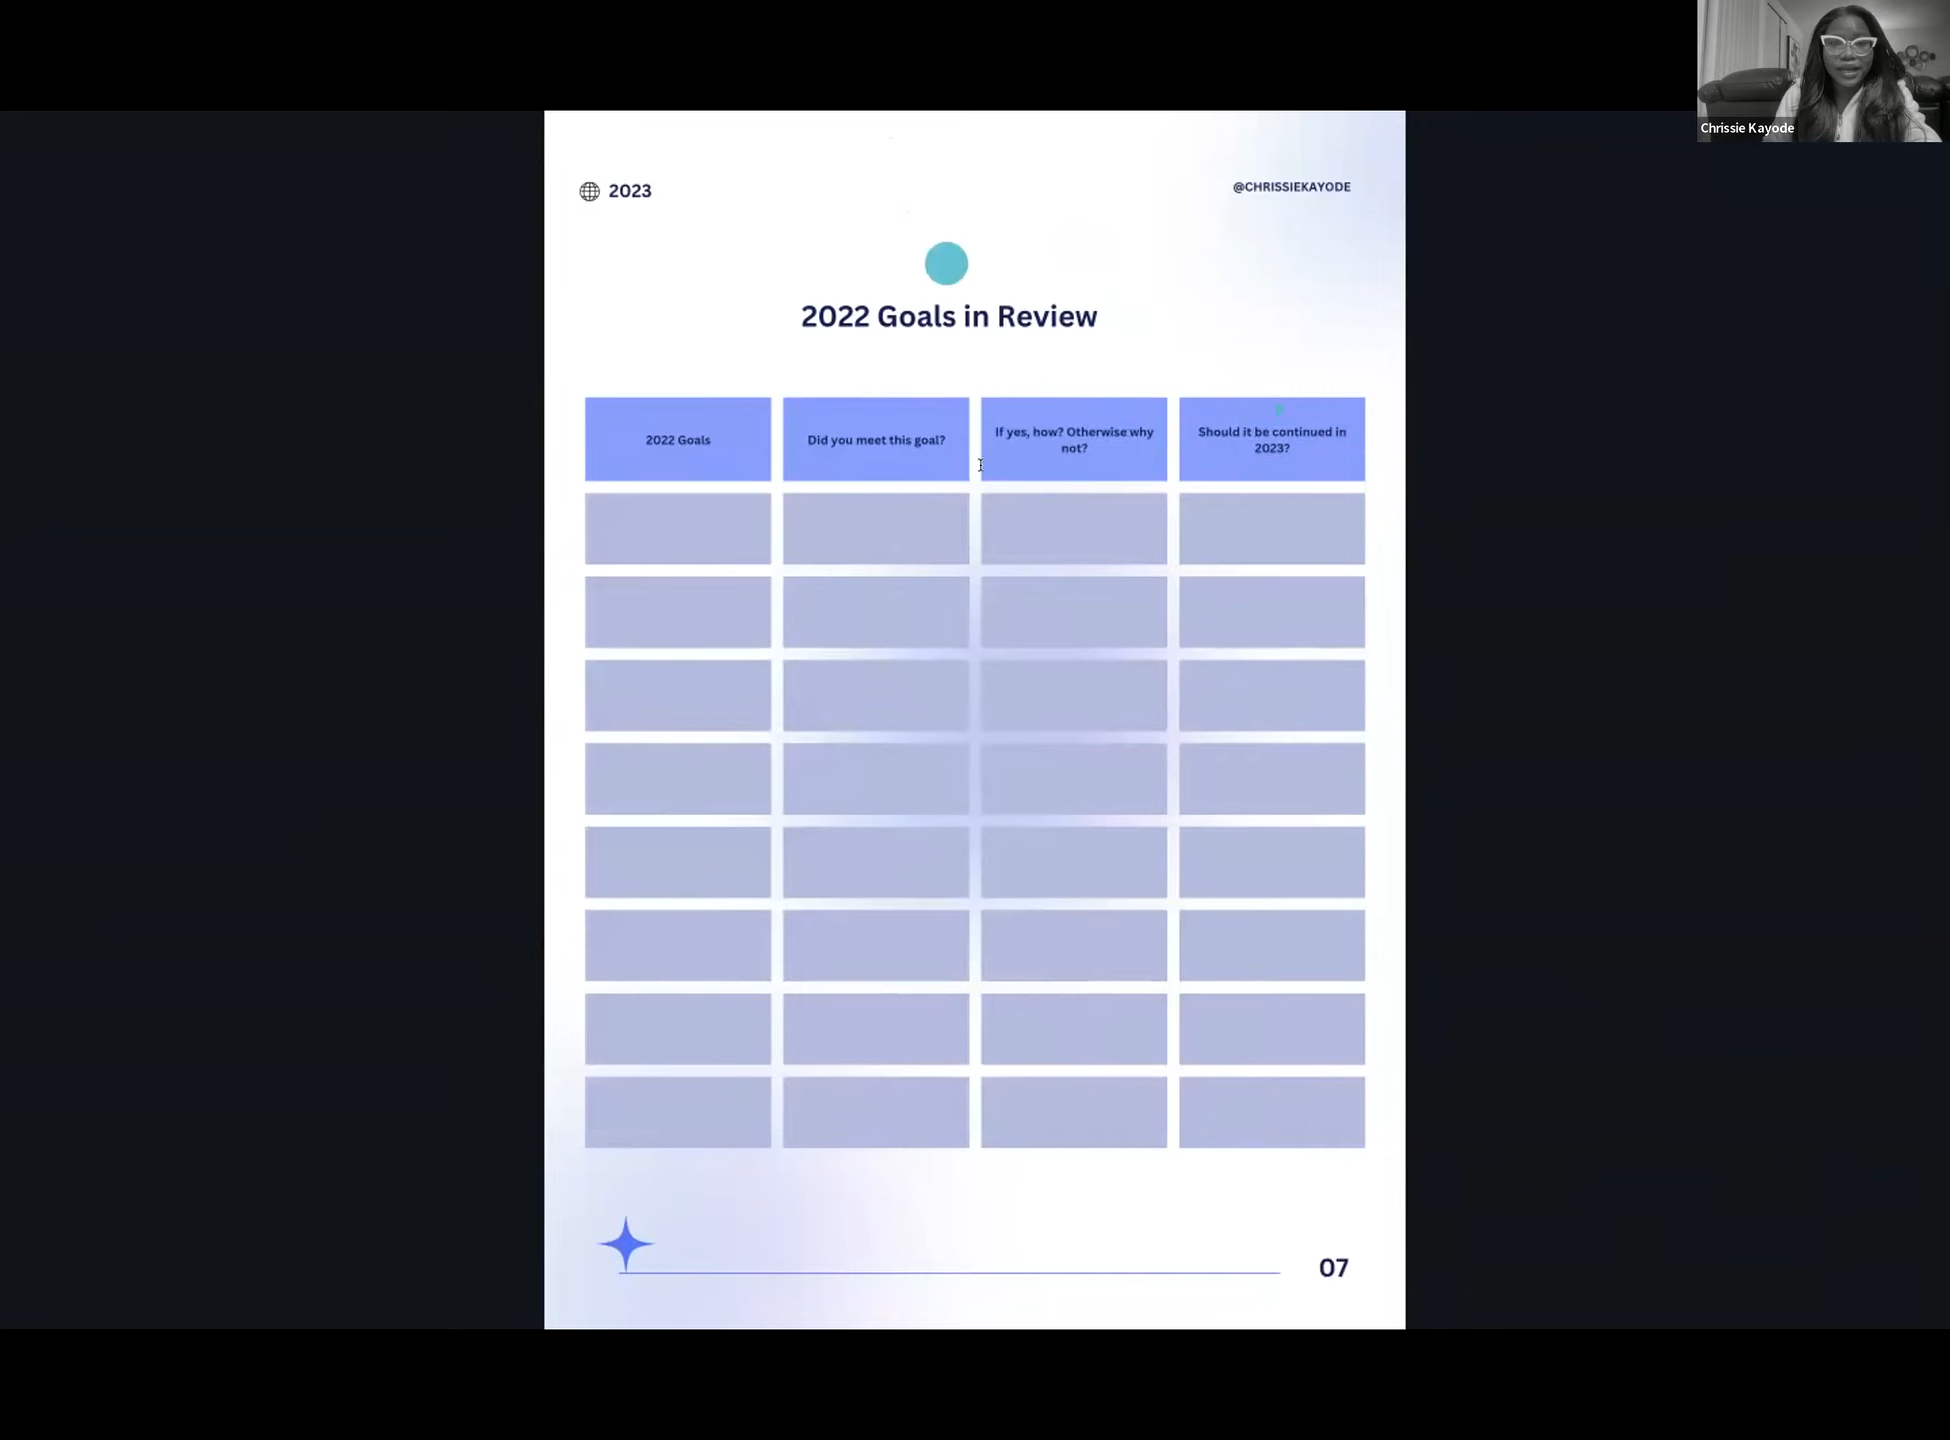 Chrissie Kayode
2023
@CHRISSIEKAYODE
2022 Goals in Review
2022 Goals
Did you meet this goal?
If yes, how? Otherwise why
not?
Should it be continued in
2023?
07